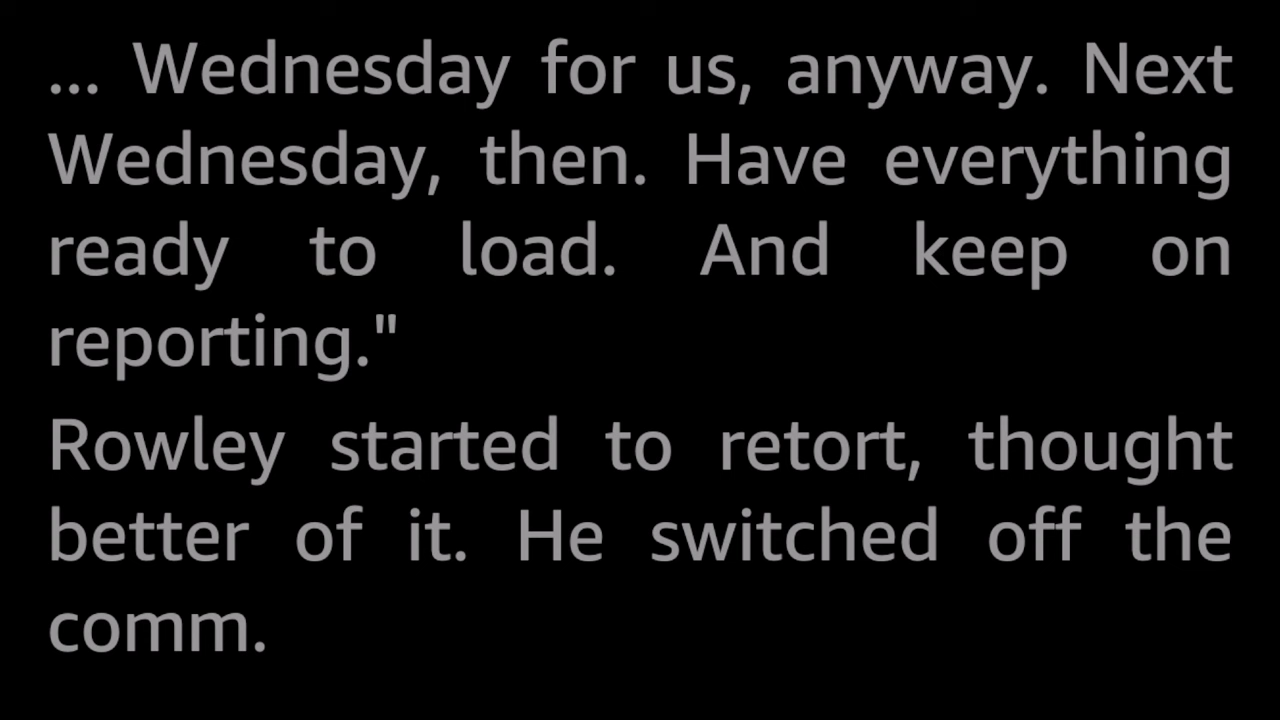 ... Wednesday for us, anyway. Next
Wednesday, then. Have everything
ready to load. And keep on
reporting."
Rowley started to retort, thought
better of it. He switched off the
comm.